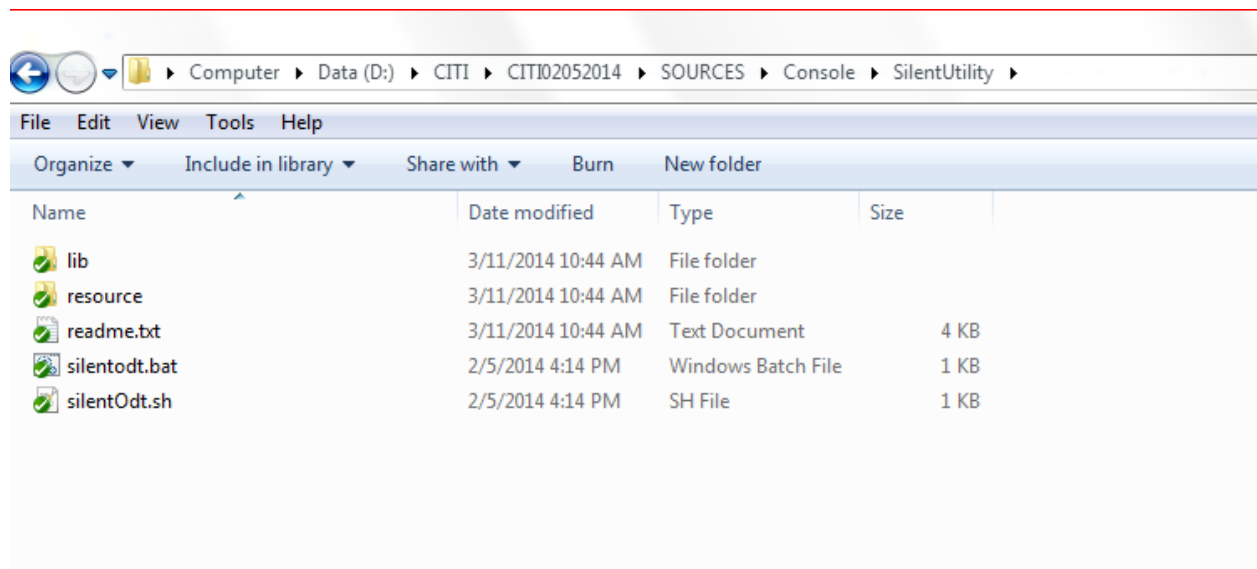 Computer Data (D:) CITI CITI02052014 SOURCES Console SilentUtility
File Edit View Tools Help
Organize Include in library Share with Burn New folder
Name Date modified Type Size
lib 3/11/2014 10:44 AM File folder
resource 3/11/2014 10:44 AM File folder
readme.txt 3/11/2014 10:44 AM Text Document 4 KB
silentodt.bat 2/5/2014 4:14 PM Windows Batch File 1 KB
silentOdt.sh 2/5/2014 4:14 PM SH File 1 KB